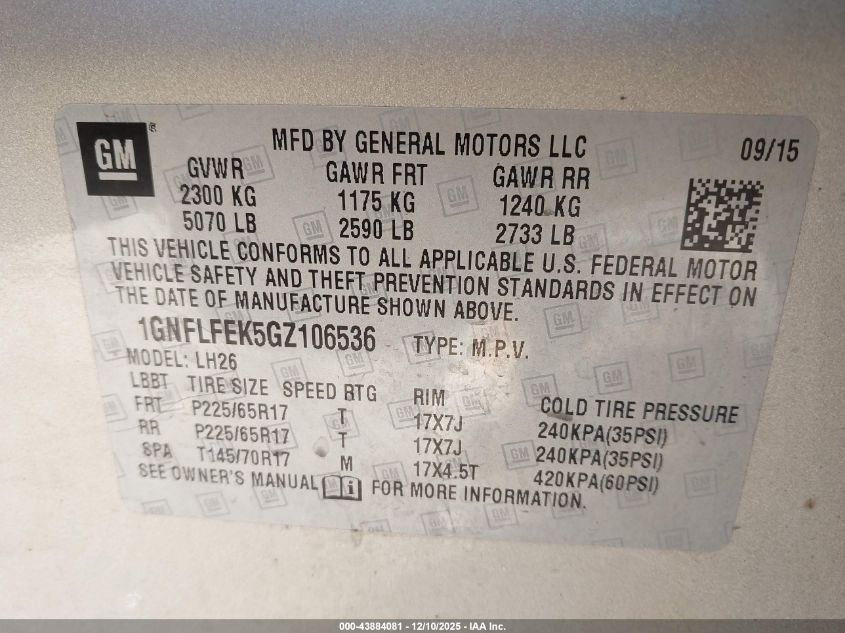 GM
MFD BY GENERAL MOTORS LLC 09/15
GVWR GAWR FRT GAWR RR
2300 KG 1175 KG 1240 KG
5070 LB 2590 LB 2733 LB
THIS VEHICLE CONFORMS TO ALL APPLICABLE U.S. FEDERAL MOTOR
VEHICLE SAFETY AND THEFT PREVENTION STANDARDS IN EFFECT ON
THE DATE OF MANUFACTURE SHOWN ABOVE.
1GNFLFEK5GZ106536 TYPE: M.P.V.
MODEL: LH26
LBBT TIRE SIZE SPEED RTG RIM COLD TIRE PRESSURE
FRT P225/65R17 T 17X7J 240KPA(35PSI)
RR P225/65R17 T 17X7J 240KPA(35PSI)
SPA T145/70R17 M 17X4.5T 420KPA(60PSI)
SEE OWNER'S MANUAL FOR MORE INFORMATION.
000-43884081 - 12/10/2025 - IAA Inc.